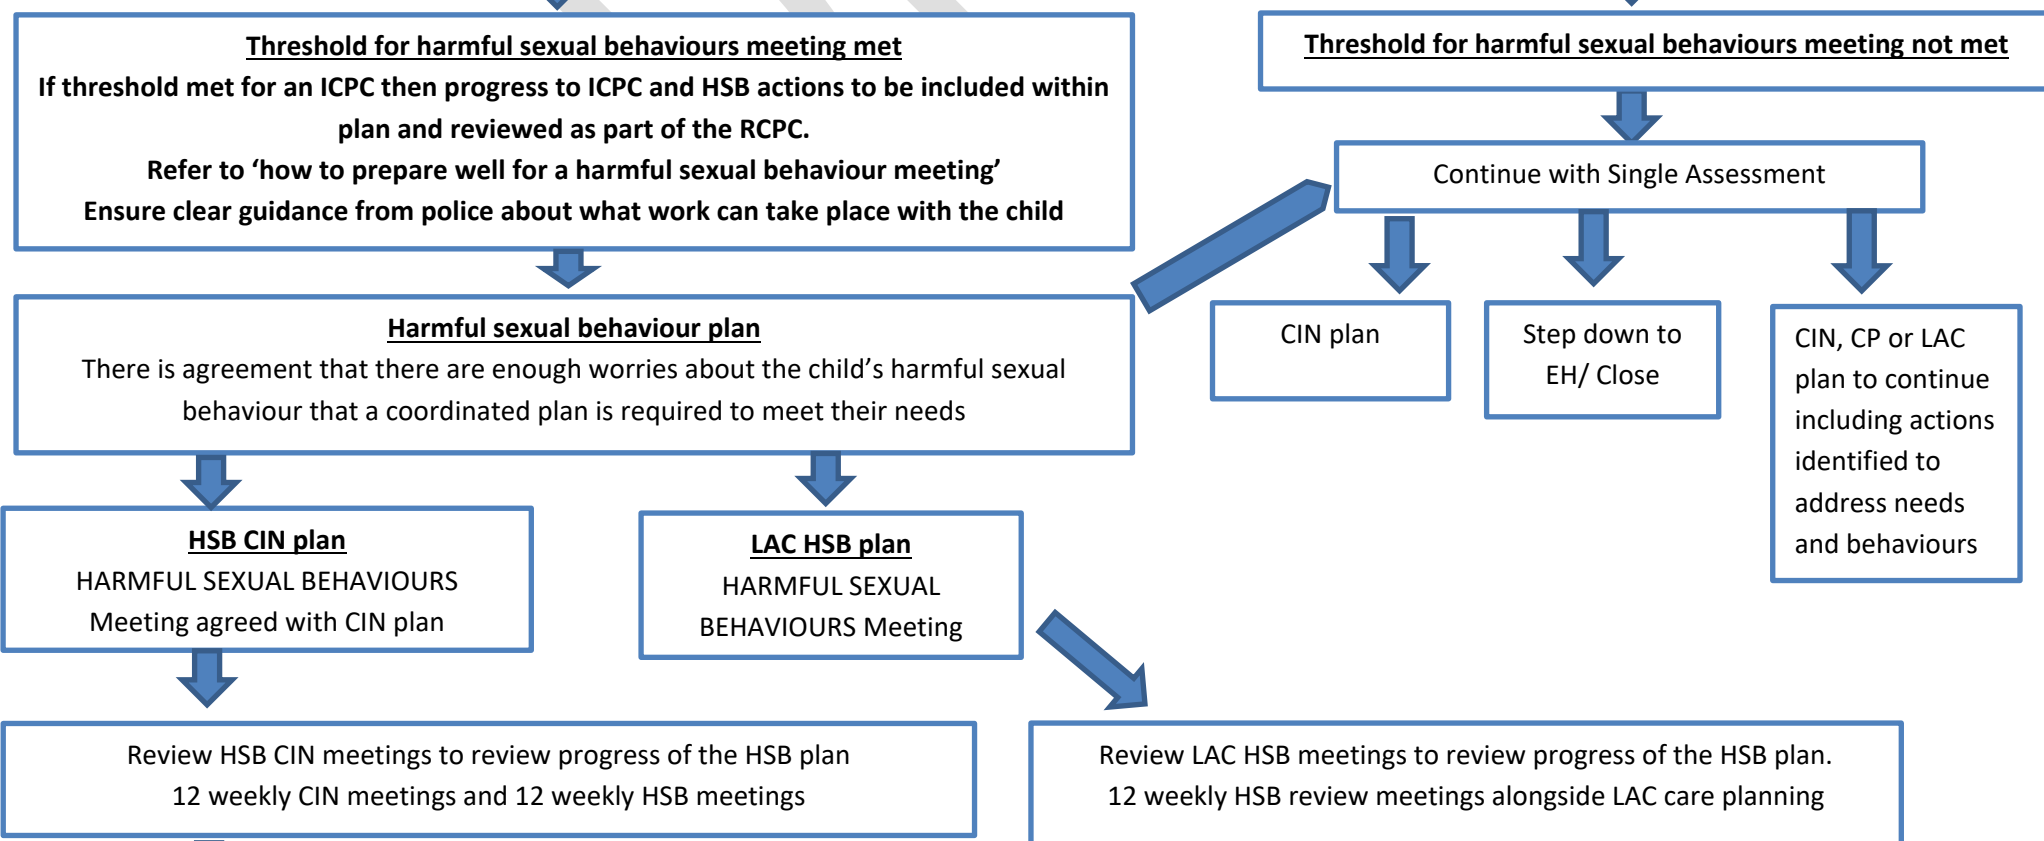 Threshold for harmful sexual behaviours meeting met
If threshold met for an ICPC then progress to ICPC and HSB actions to be included within
plan and reviewed as part of the RCPC.
Refer to ‘how to prepare well for a harmful sexual behaviour meeting’
Ensure clear guidance from police about what work can take place with the child
Threshold for harmful sexual behaviours meeting not met
Continue with Single Assessment
Harmful sexual behaviour plan
There is agreement that there are enough worries about the child’s harmful sexual
behaviour that a coordinated plan is required to meet their needs
CIN plan
Step down to
EH/ Close
CIN, CP or LAC
plan to continue
including actions
identified to
address needs
and behaviours
HSB CIN plan
HARMFUL SEXUAL BEHAVIOURS
Meeting agreed with CIN plan
LAC HSB plan
HARMFUL SEXUAL
BEHAVIOURS Meeting
Review HSB CIN meetings to review progress of the HSB plan
12 weekly CIN meetings and 12 weekly HSB meetings
Review LAC HSB meetings to review progress of the HSB plan.
12 weekly HSB review meetings alongside LAC care planning